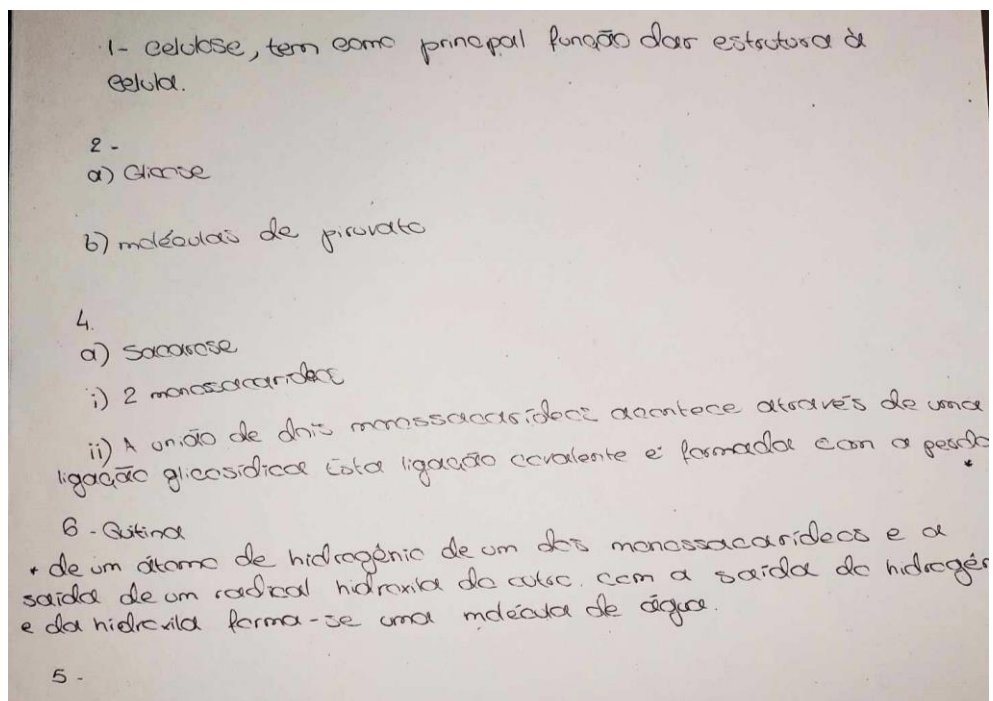 1- celulose, tem como principal função dar estrutura à
celula.
2 -
a) Glicose
b) moléculas de piruvato
4.
a) Sacarose
i) 2 monossacarideos
ii) A união de dois monossacarídeos acontece através de uma
ligação glicosídica Esta ligação covalente é formada com a perda
*
6 - Quitina
* de um átomo de hidrogénio de um dos monossacarídeos e a
saida de um radical hidroxila do outro. com a saída do hidrogén
e da hidroxila forma-se uma molécula de água.
5 -